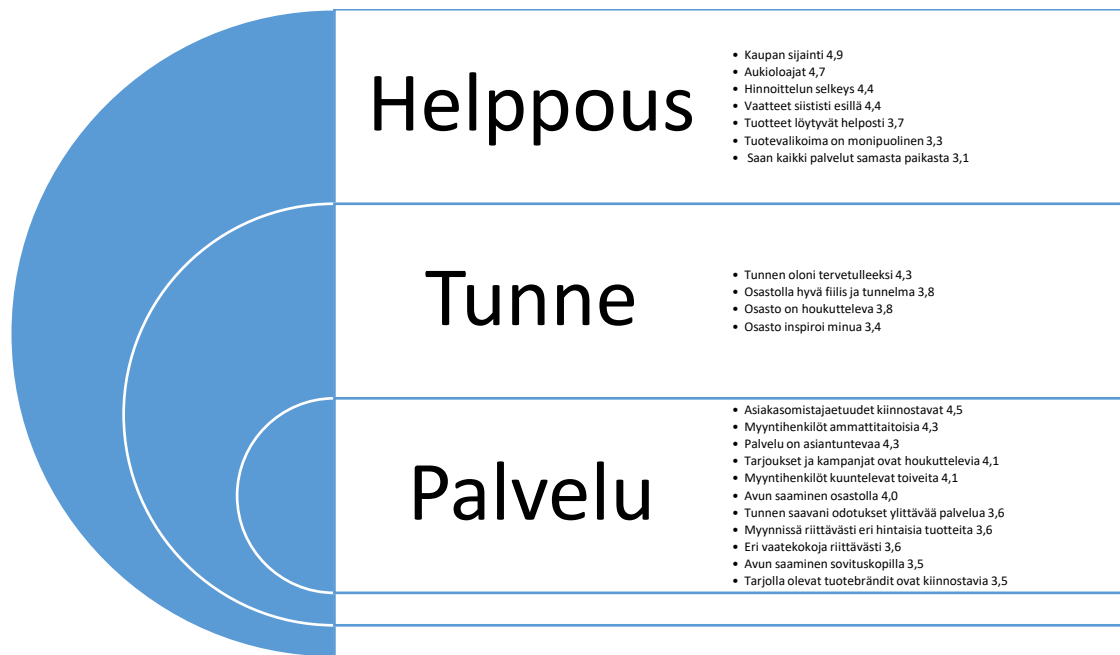 Helppous
• Kaupan sijainti 4,9
• Aukioloajat 4,7
• Hinnoittelun selkeys 4,4
• Vaatteet siististi esillä 4,4
• Tuotteet löytyvät helposti 3,7
• Tuotevalikoima on monipuolinen 3,3
• Saan kaikki palvelut samasta paikasta 3,1
Tunne
• Tunnen oloni tervetulleeksi 4,3
• Osastolla hyvä fiilis ja tunnelma 3,8
• Osasto on houkutteleva 3,8
• Osasto inspiroi minua 3,4
Palvelu
• Asiakasomistajaetuudet kiinnostavat 4,5
• Myyntihenkilöt ammattitaitoisia 4,3
• Palvelu on asiantuntevaa 4,3
• Tarjoukset ja kampanjat ovat houkuttelevia 4,1
• Myyntihenkilöt kuuntelevat toiveita 4,1
• Avun saaminen osastolla 4,0
• Tunnen saavani odotukset ylittävää palvelua 3,6
• Myynnissä riittävästi eri hintaisia tuotteita 3,6
• Eri vaatekokoja riittävästi 3,6
• Avun saaminen sovituskopilla 3,5
• Tarjolla olevat tuotebrändit ovat kiinnostavia 3,5